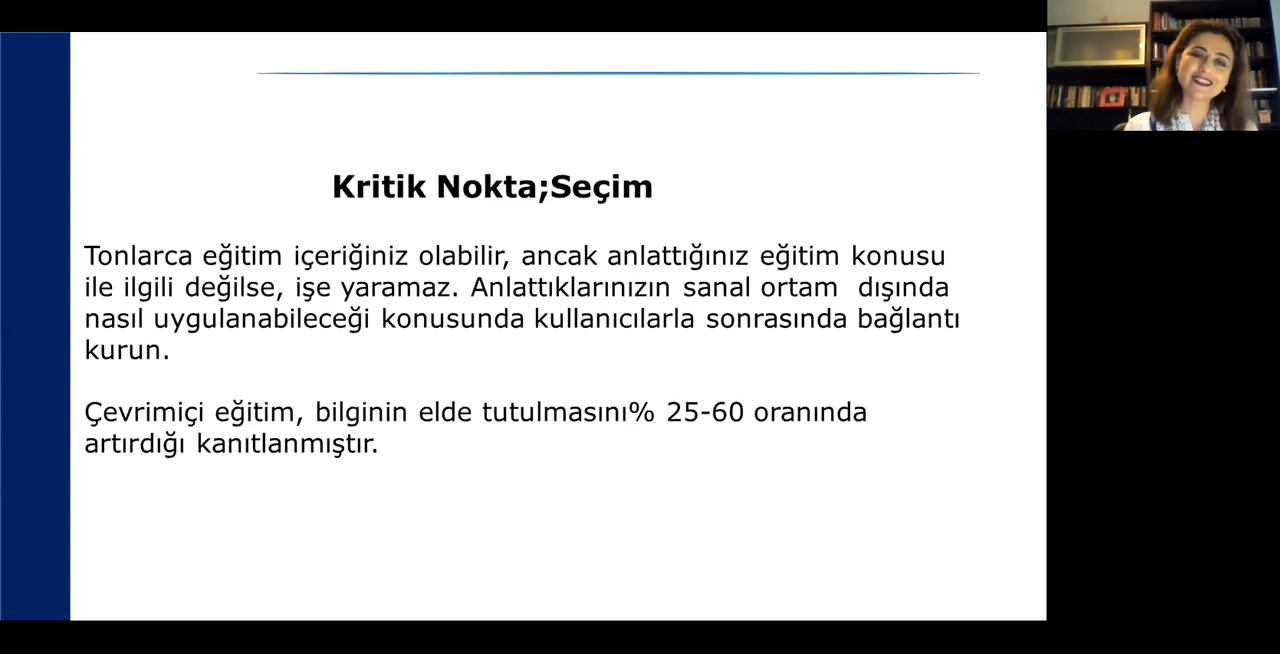 Kritik Nokta;Seçim
Tonlarca eğitim içeriğiniz olabilir, ancak anlattığınız eğitim konusu
ile ilgili değilse, işe yaramaz. Anlattıklarınızın sanal ortam  dışında
nasıl uygulanabileceği konusunda kullanıcılarla sonrasında bağlantı
kurun.
Çevrimiçi eğitim, bilginin elde tutulmasını% 25-60 oranında
artırdığı kanıtlanmıştır.